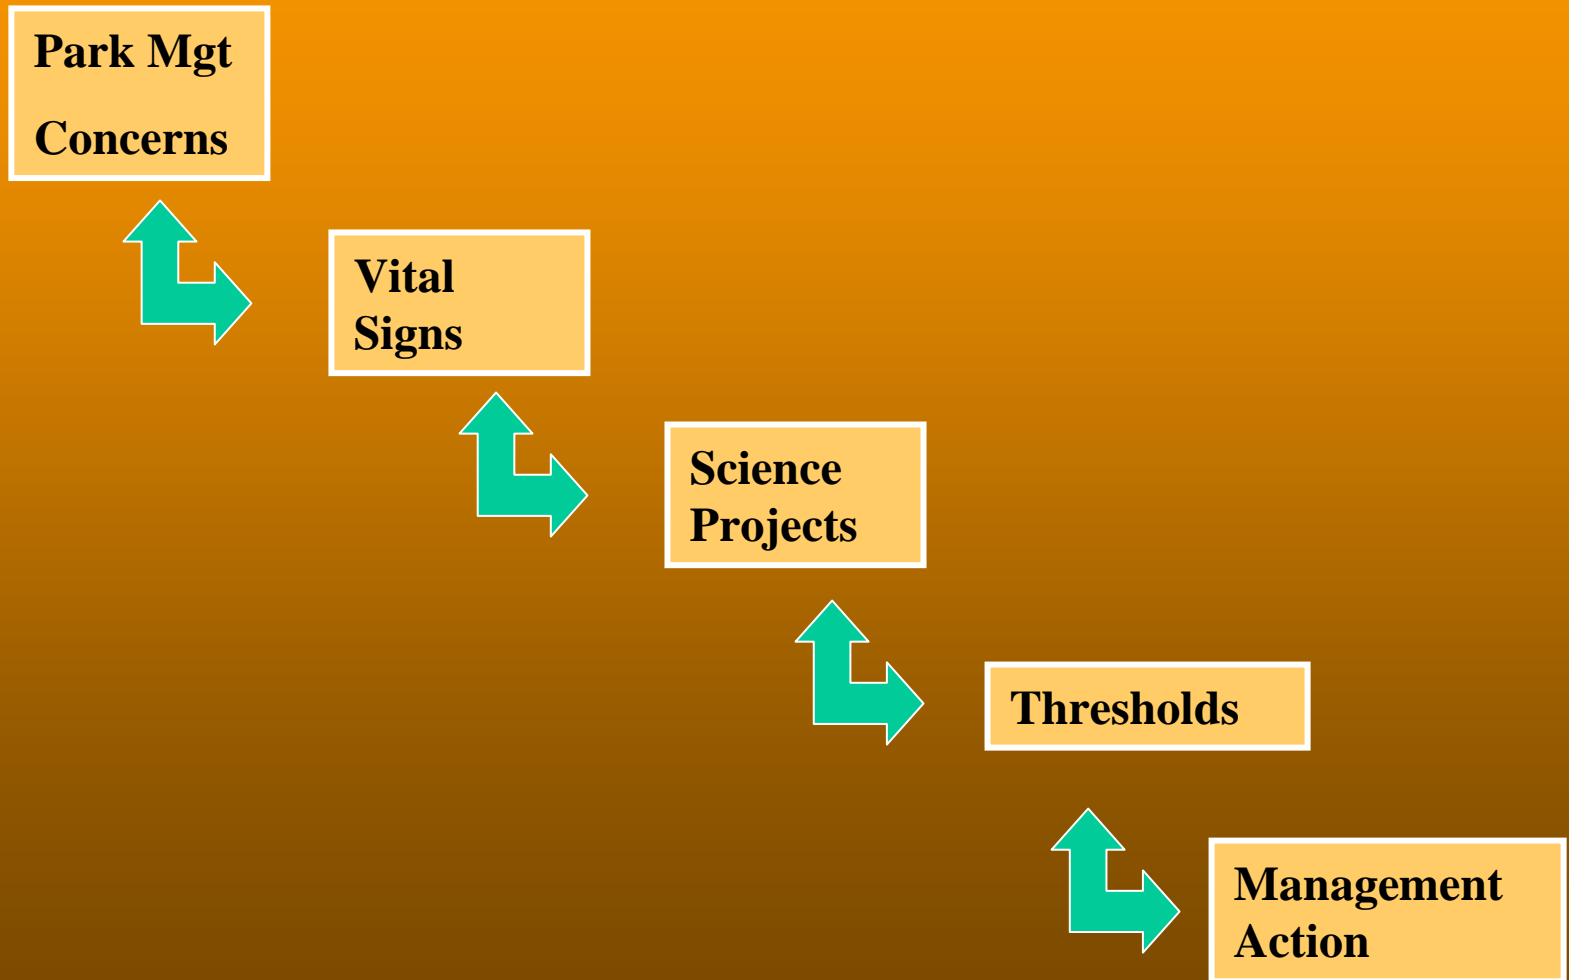 Park Mgt
Concerns
Vital
Signs
Science
Projects
Thresholds
Management
Action